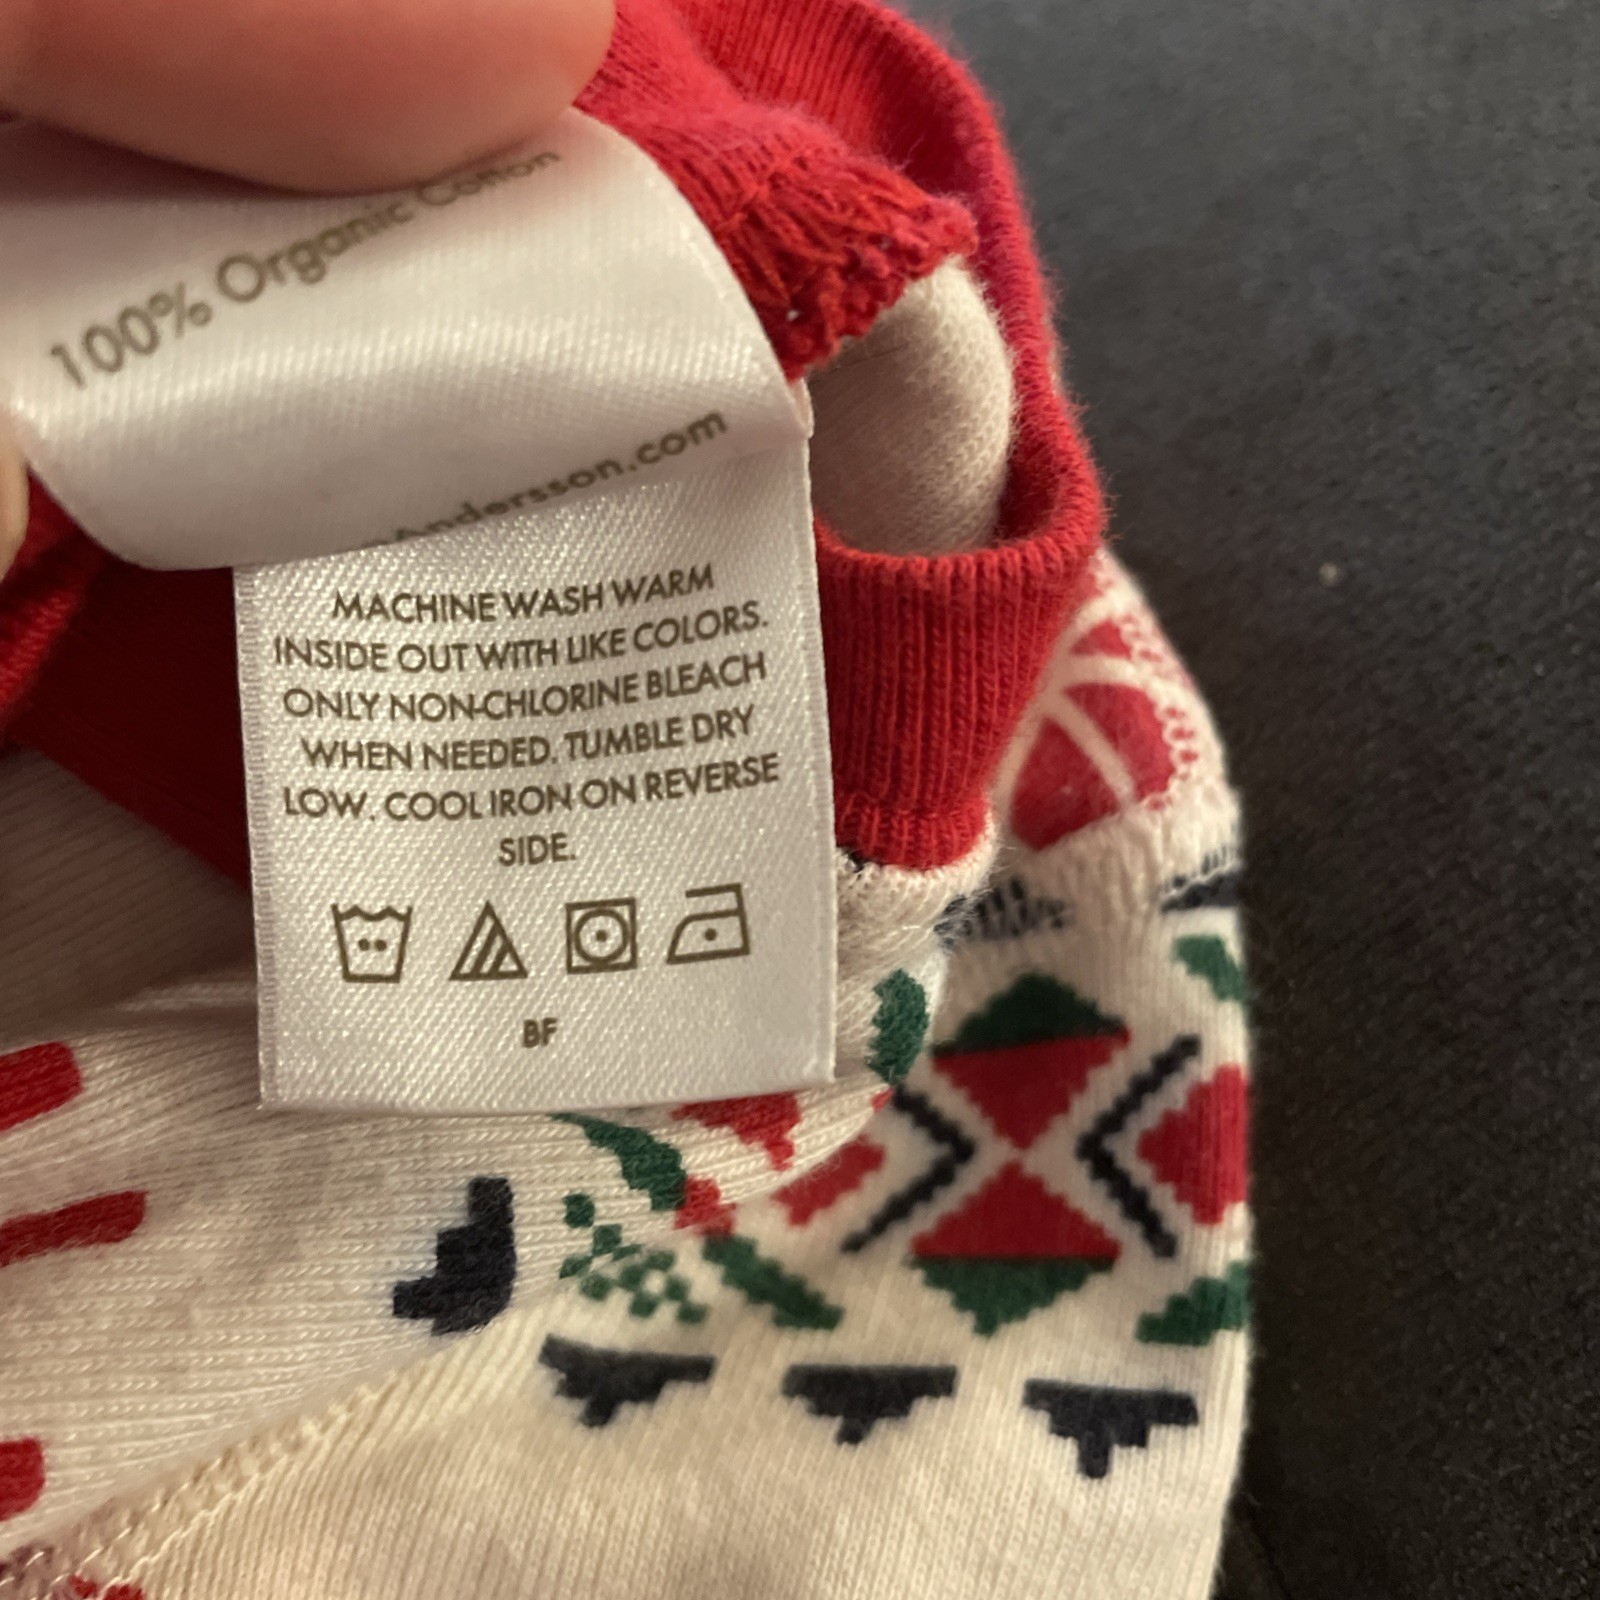 100% Organic Cotton
Andersson.com
MACHINE WASH WARM
INSIDE OUT WITH LIKE COLORS.
ONLY NON-CHLORINE BLEACH
WHEN NEEDED. TUMBLE DRY
LOW. COOL IRON ON REVERSE
SIDE.
BF